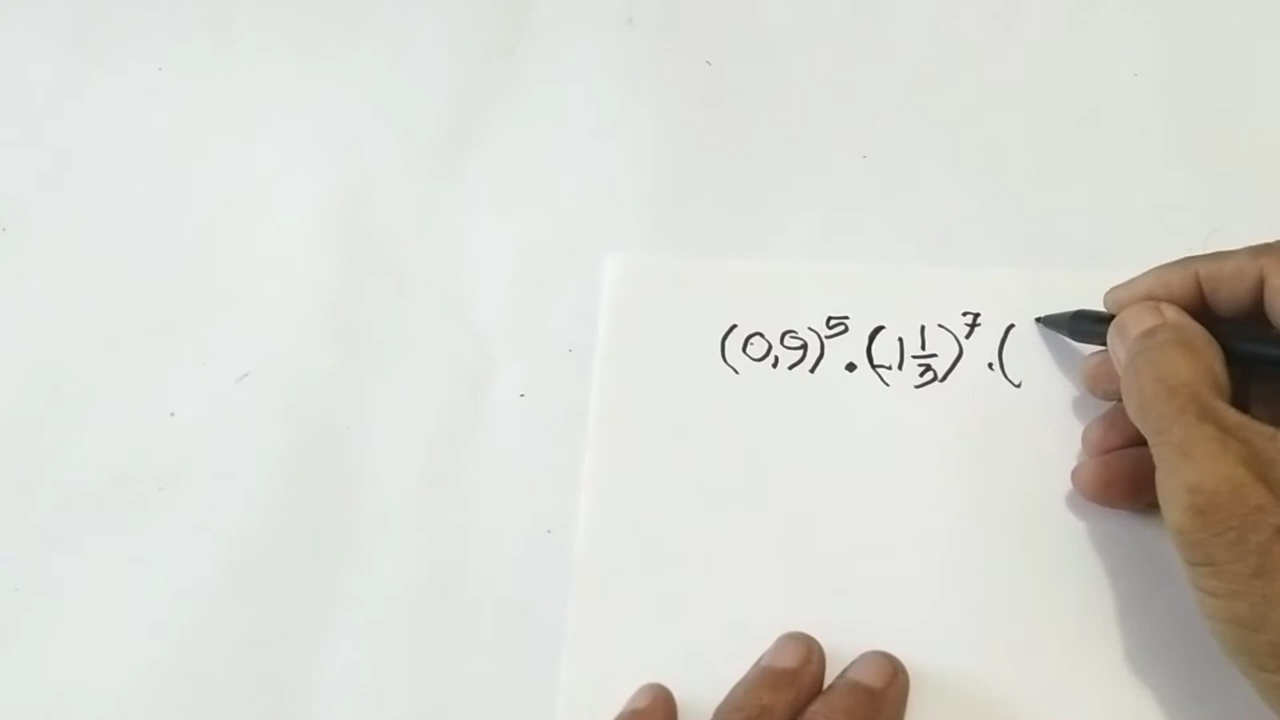 (0,9)⁵ . (-1 1/3)⁷ . (